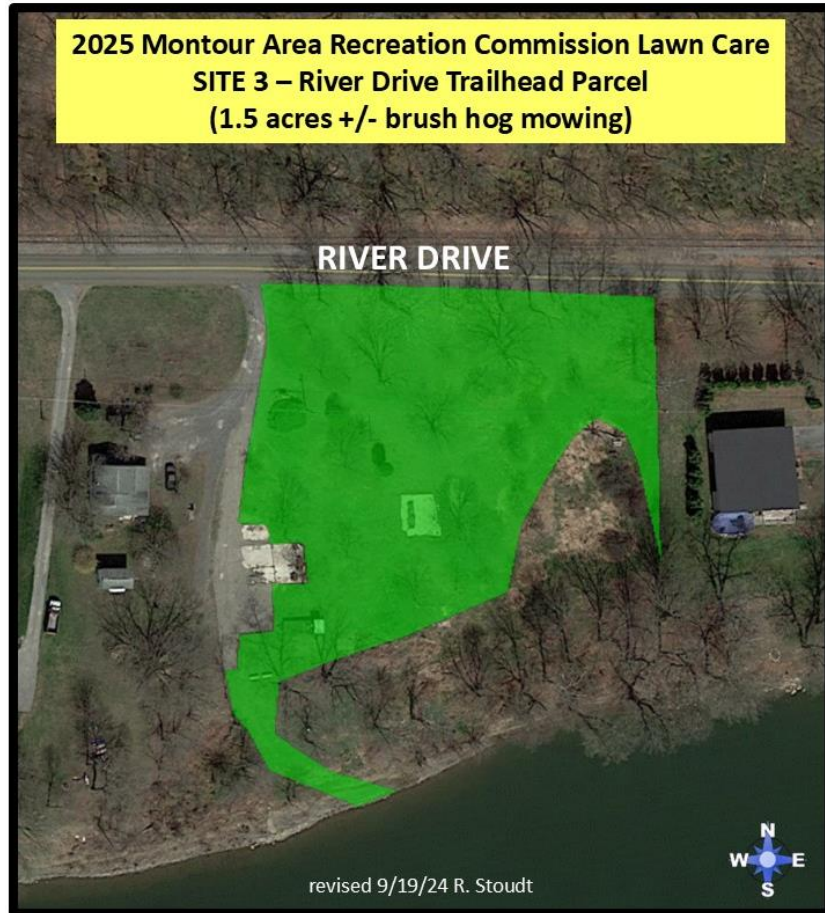 2025 Montour Area Recreation Commission Lawn Care
SITE 3 – River Drive Trailhead Parcel
(1.5 acres +/- brush hog mowing)
RIVER DRIVE
N
W E
S
revised 9/19/24 R. Stoudt